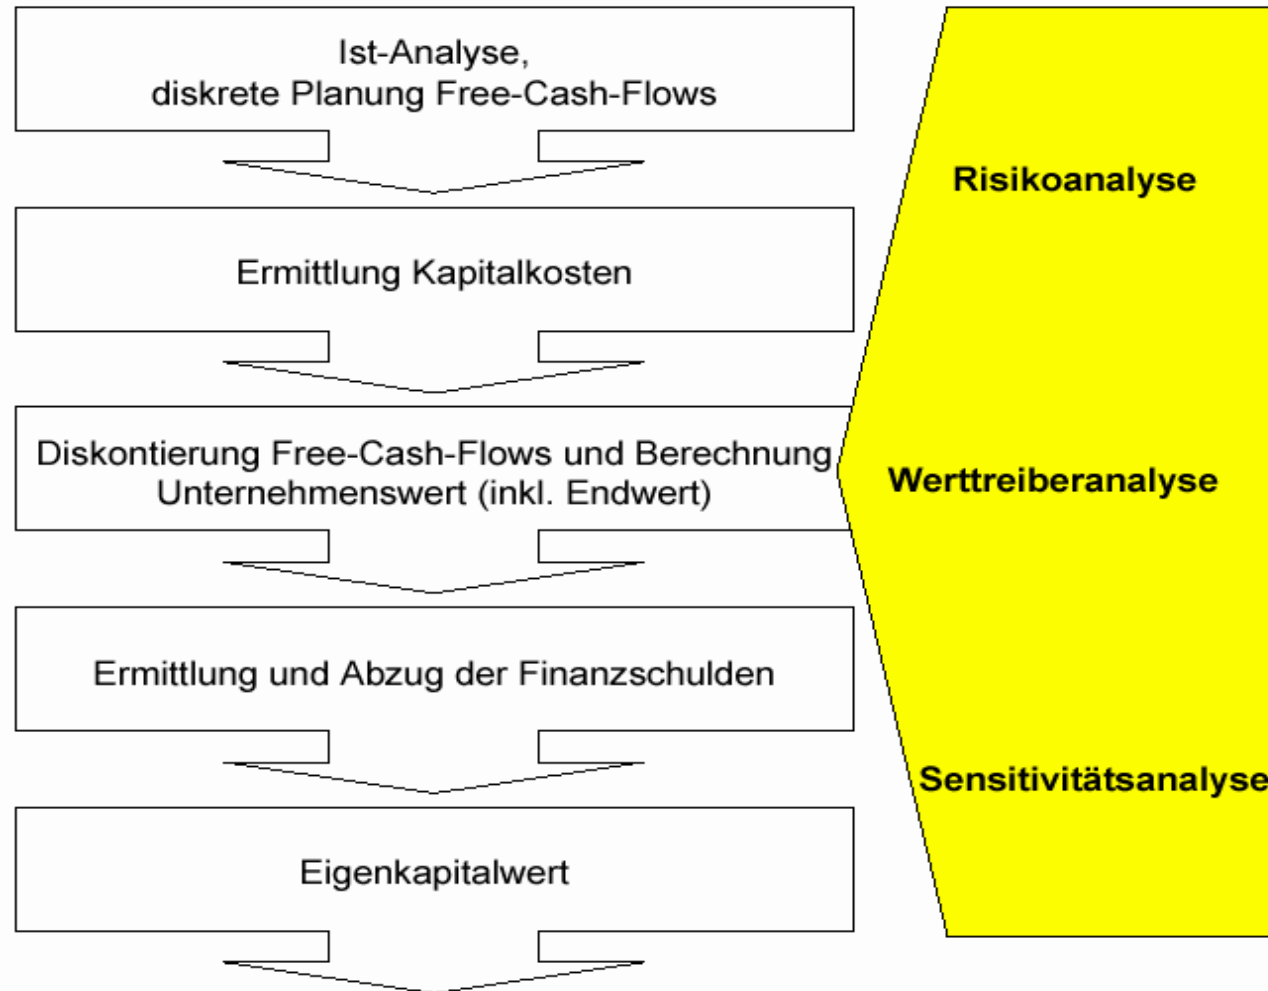 Ist-Analyse,
diskrete Planung Free-Cash-Flows
Ermittlung Kapitalkosten
Diskontierung Free-Cash-Flows und Berechnung
Unternehmenswert (inkl. Endwert)
Ermittlung und Abzug der Finanzschulden
Eigenkapitalwert
Risikoanalyse
Werttreiberanalyse
Sensitivitätsanalyse